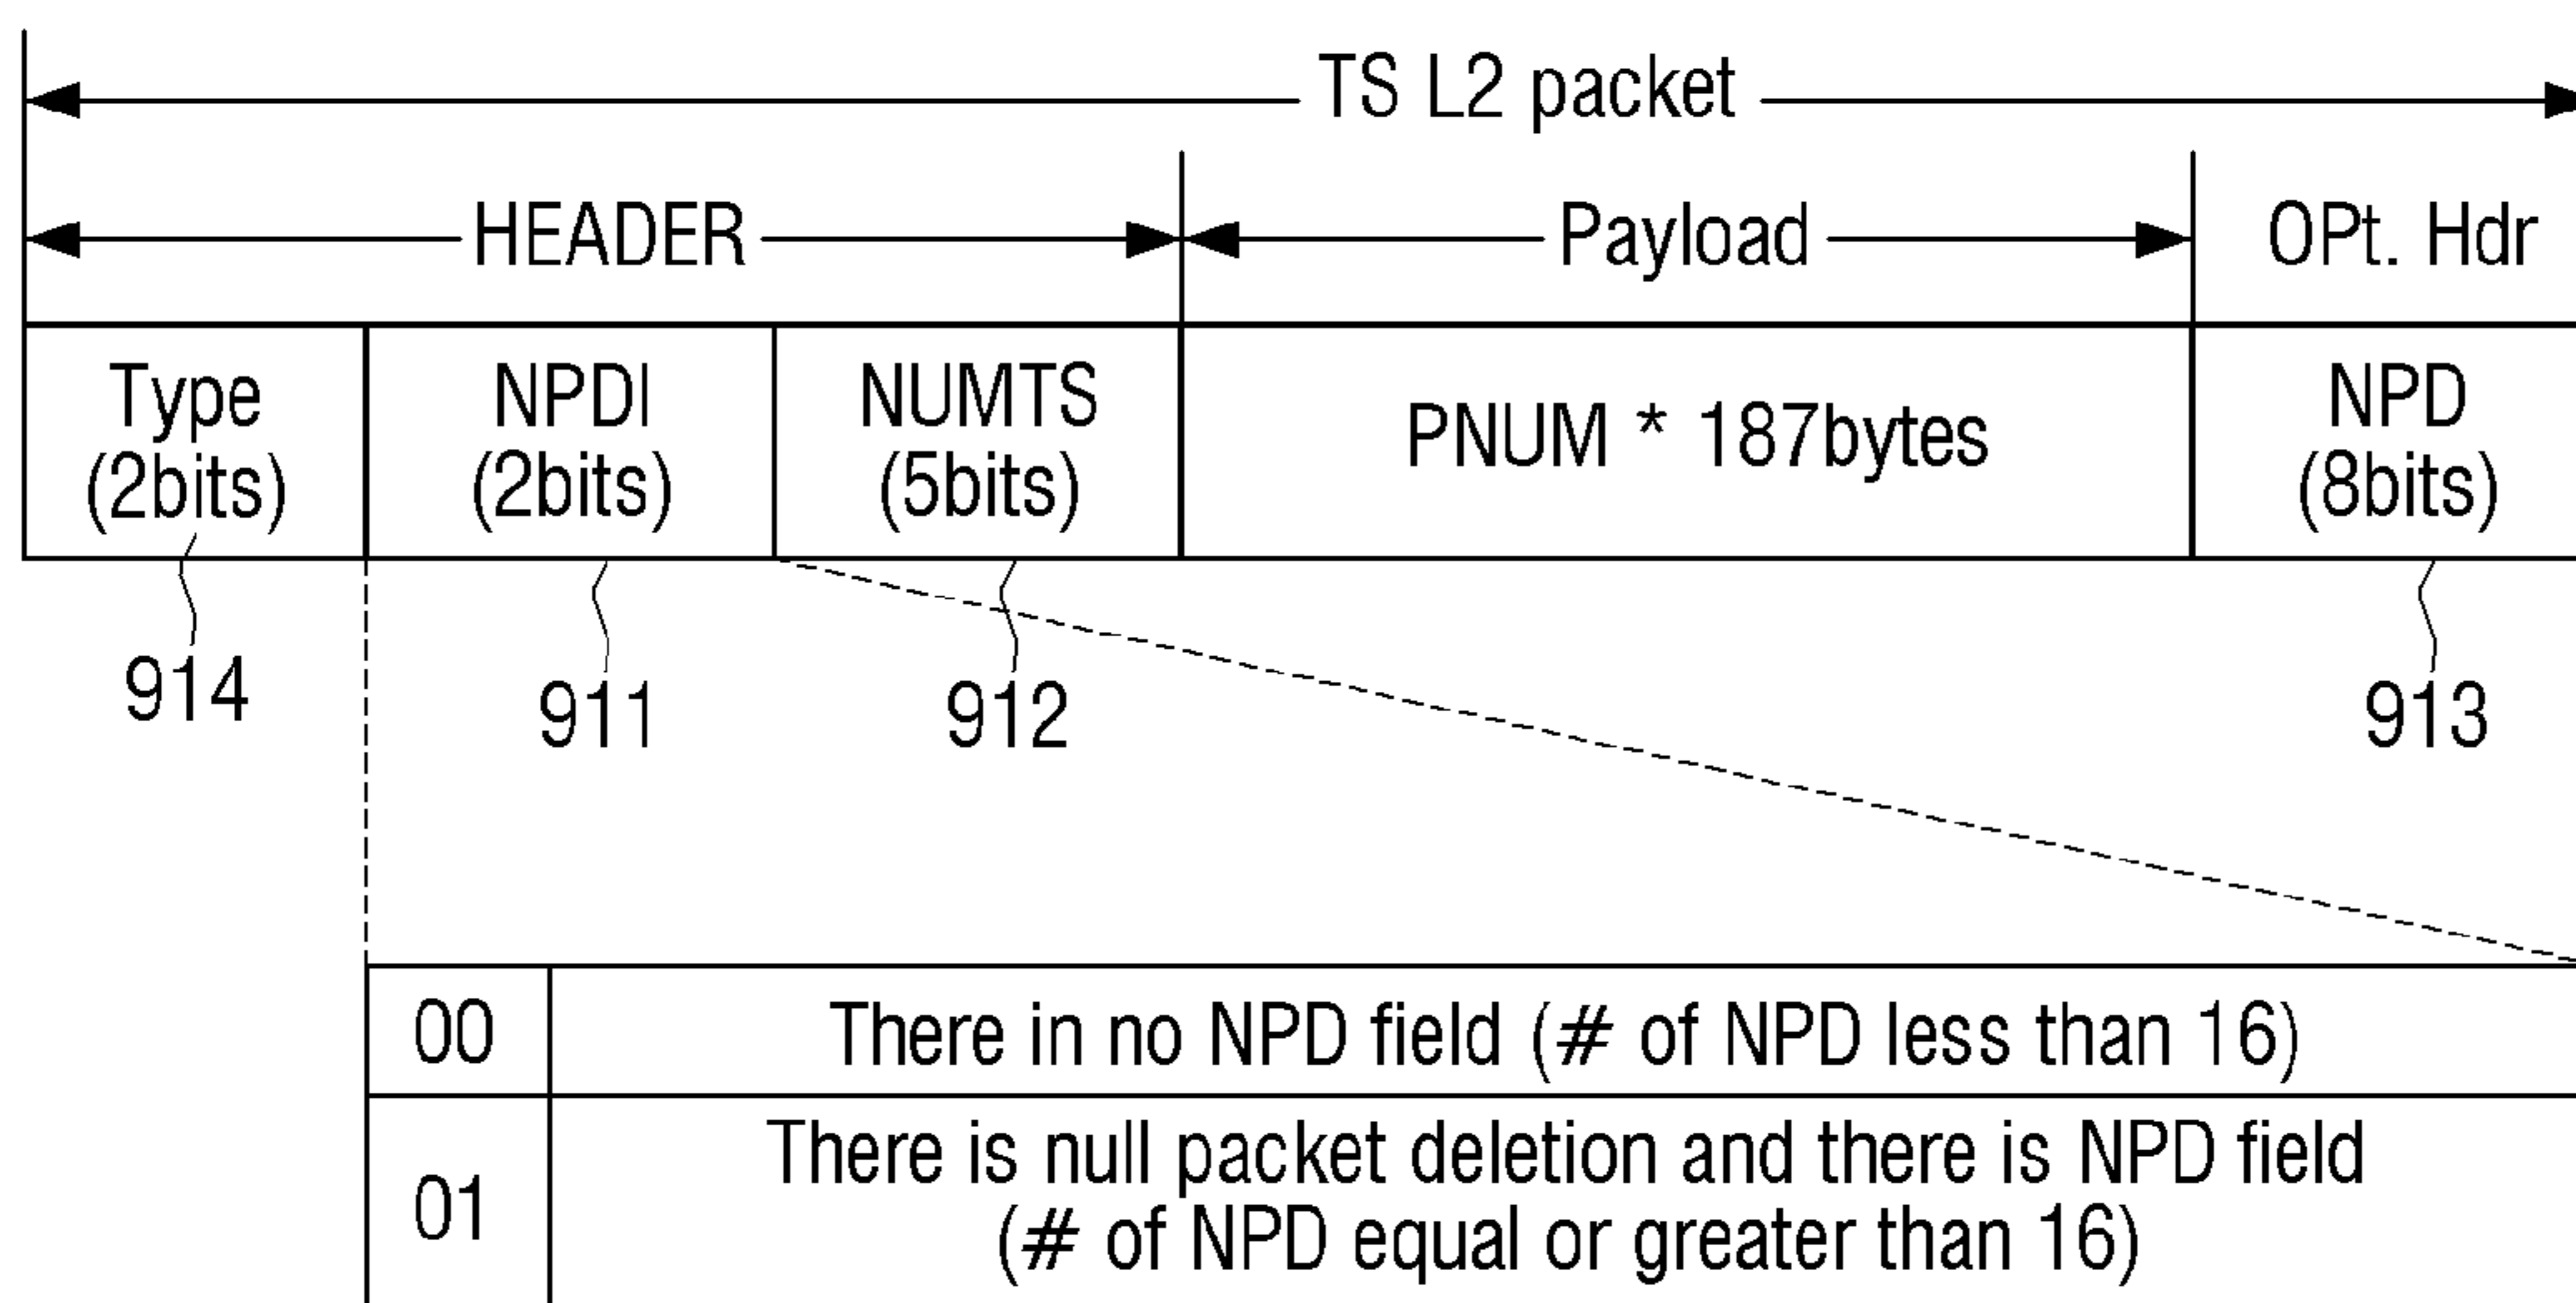 TS L2 packet
HEADER
Payload
OPt. Hdr
Type
(2bits)
NPDI
(2bits)
NUMTS
(5bits)
PNUM * 187bytes
NPD
(8bits)
914
911
912
913
00
There in no NPD field (# of NPD less than 16)
01
There is null packet deletion and there is NPD field
(# of NPD equal or greater than 16)